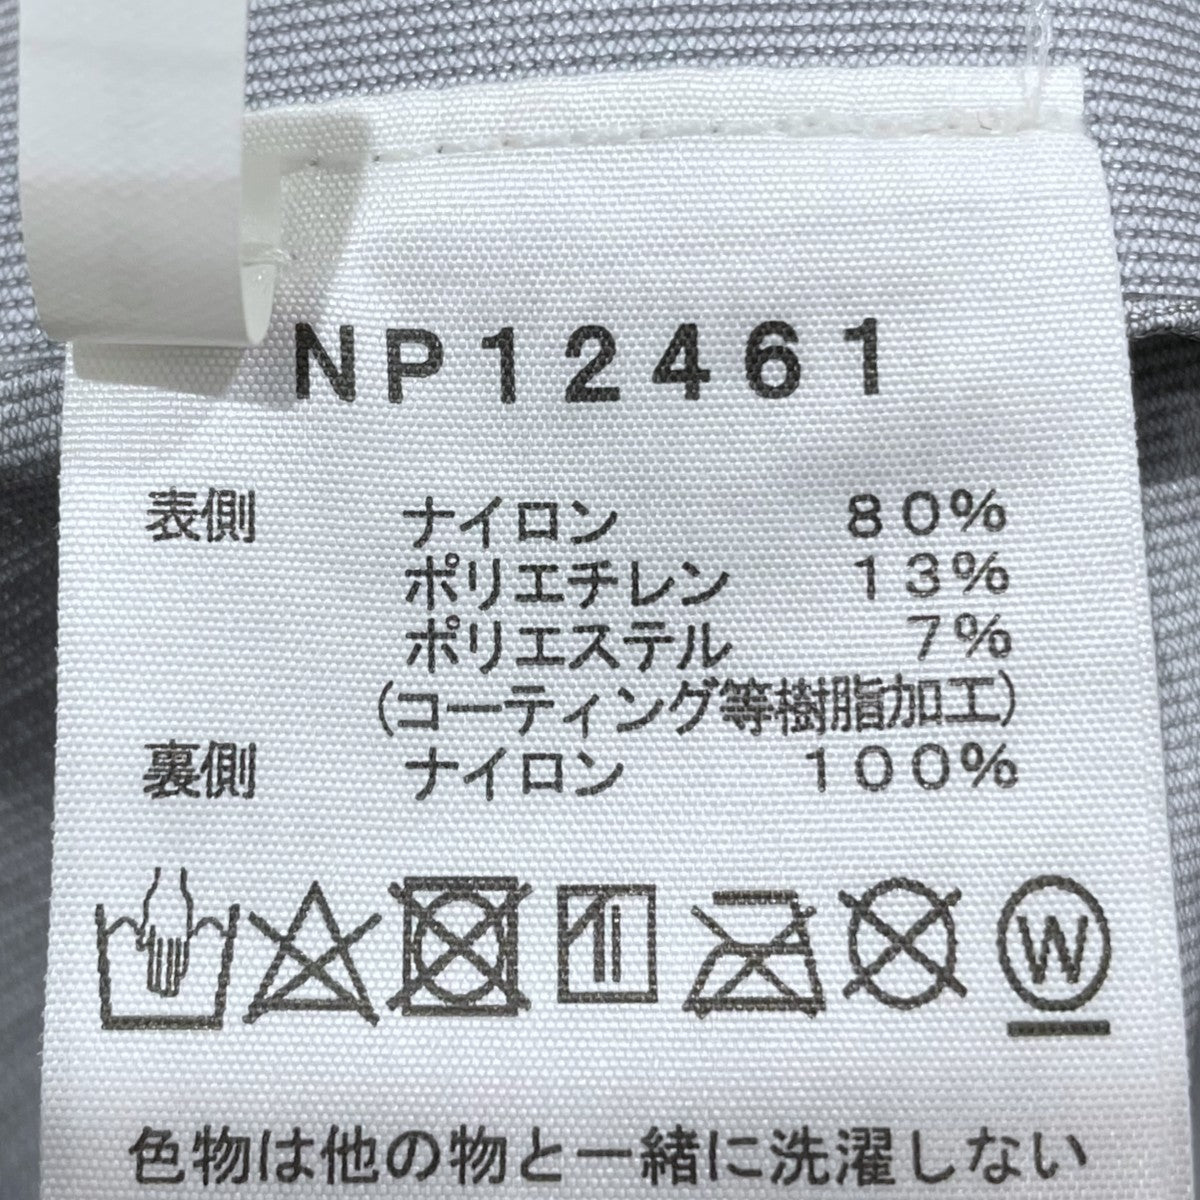 NP12461
表側 ナイロン 80%
ポリエチレン 13%
ポリエステル 7%
(コーティング等樹脂加工)
裏側 ナイロン 100%
W
色物は他の物と一緒に洗濯しない